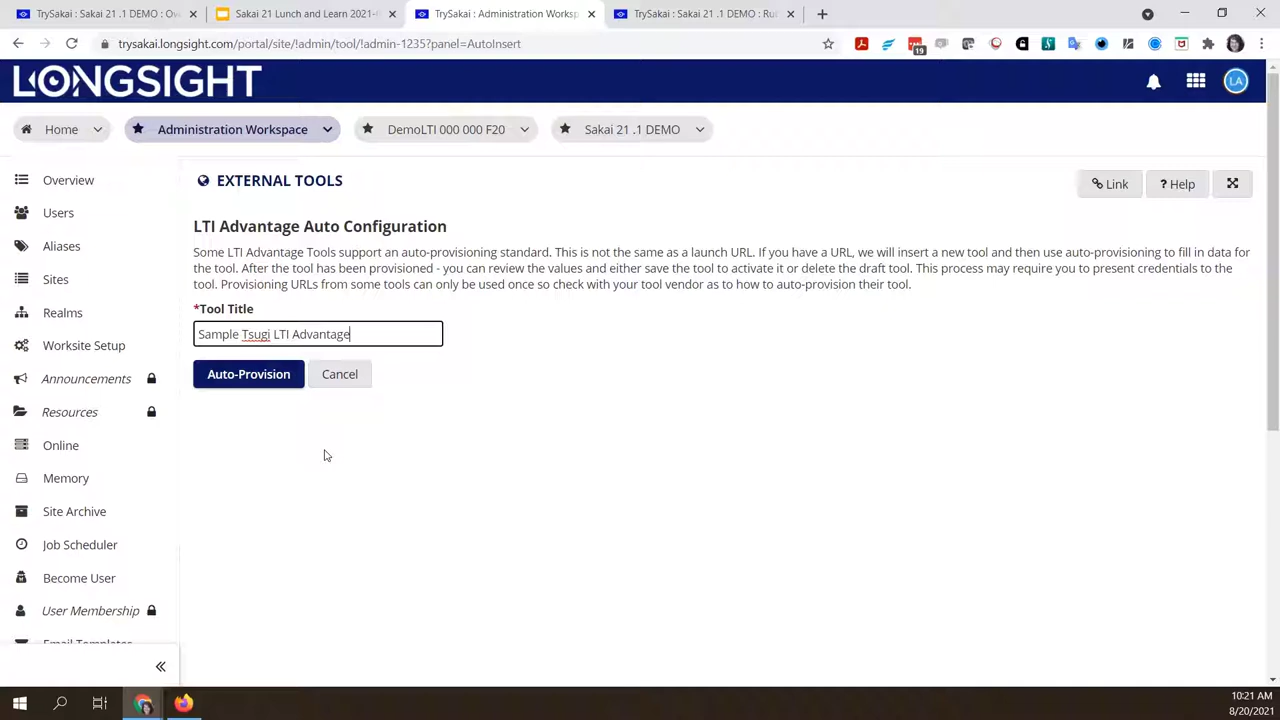 TrySakai : Sakai 21 .1 DEMO : Ov
Sakai 21 Lunch and Learn 2021-
TrySakai : Administration Worksp
TrySakai : Sakai 21 .1 DEMO : Ru
trysakai.longsight.com/portal/site/!admin/tool/!admin-1235?panel=AutoInsert
19
LONGSIGHT
LA
Home
Administration Workspace
DemoLTI 000 000 F20
Sakai 21 .1 DEMO
Overview
Users
Aliases
Sites
Realms
Worksite Setup
Announcements
Resources
Online
Memory
Site Archive
Job Scheduler
Become User
User Membership
Email Templates
EXTERNAL TOOLS
Link
? Help
LTI Advantage Auto Configuration
Some LTI Advantage Tools support an auto-provisioning standard. This is not the same as a launch URL. If you have a URL, we will insert a new tool and then use auto-provisioning to fill in data for
the tool. After the tool has been provisioned - you can review the values and either save the tool to activate it or delete the draft tool. This process may require you to present credentials to the
tool. Provisioning URLs from some tools can only be used once so check with your tool vendor as to how to auto-provision their tool.
*Tool Title
Sample Tsugi LTI Advantage
Auto-Provision
Cancel
10:21 AM
8/20/2021